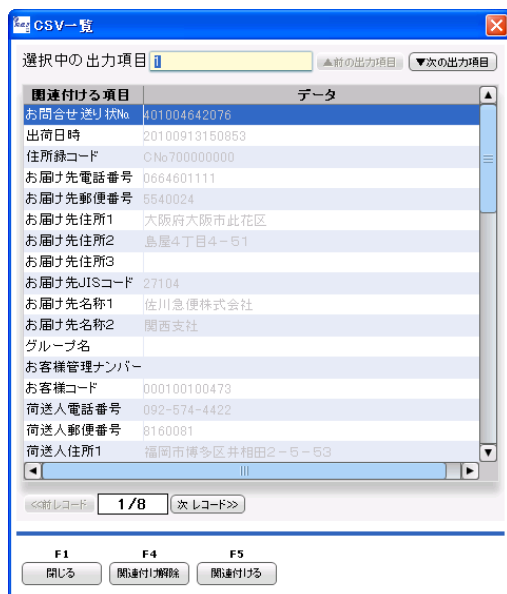 CSV一覧
選択中の出力項目 1 ▲前の出力項目 ▼次の出力項目
関連付ける項目 データ
お問合せ送り状No. 401004642076
出荷日時 20100913150853
住所録コード CNo700000000
お届け先電話番号 0664601111
お届け先郵便番号 5540024
お届け先住所1 大阪府大阪市此花区
お届け先住所2 島屋4丁目4-51
お届け先住所3
お届け先JISコード 27104
お届け先名称1 佐川急便株式会社
お届け先名称2 関西支社
グループ名
お客様管理ナンバー
お客様コード 000100100473
荷送人電話番号 092-574-4422
荷送人郵便番号 8160081
荷送人住所1 福岡市博多区井相田2-5-53
<<前レコード 1/8 次レコード>>
F1 F4 F5
閉じる 関連付け解除 関連付ける